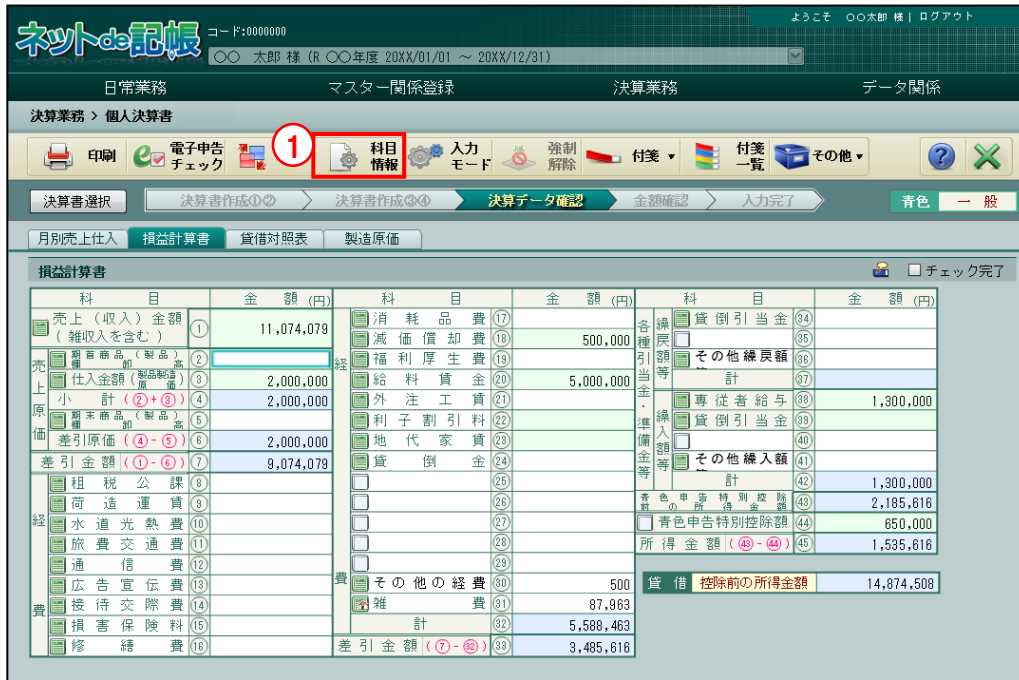 ようこそ 〇〇太郎 様 | ログアウト
ネットde記帳 コード:0000000
〇〇 太郎 様 (R 〇〇年度 20XX/01/01 ～ 20XX/12/31)
日常業務 マスター関係登録 決算業務 データ関係
決算業務 > 個人決算書
印刷 電子申告チェック ① 科目情報 入力モード 強制解除 付箋 ▼ 付箋一覧 その他 ▼ ?
決算書選択 決算書作成①② 決算書作成③④ 決算データ確認 金額確認 入力完了 青色 一 般
月別売上仕入 損益計算書 貸借対照表 製造原価
損益計算書 チェック完了
科 目 金 額 (円)
売上（収入）金額（雑収入を含む） ① 11,074,079
売上原価
期首商品（製品）棚卸高 ②
仕入金額（製品製造原価） ③ 2,000,000
小 計 (②+③) ④ 2,000,000
期末商品（製品）棚卸高 ⑤
差引原価 (④-⑤) ⑥ 2,000,000
差引金額 (①-⑥) ⑦ 9,074,079
経費
租税公課 ⑧
荷造運賃 ⑨
水道光熱費 ⑩
旅費交通費 ⑪
通信費 ⑫
広告宣伝費 ⑬
接待交際費 ⑭
損害保険料 ⑮
修繕費 ⑯
科 目 金 額 (円)
経費
消耗品費 ⑰
減価償却費 ⑱ 500,000
福利厚生費 ⑲
給料賃金 ⑳ 5,000,000
外注工賃 ㉑
利子割引料 ㉒
地代家賃 ㉓
貸倒金 ㉔
㉕
㉖
㉗
㉘
㉙
その他の経費 ㉚ 500
雑費 ㉛ 87,963
計 ㉜ 5,588,463
差引金額 (⑦-㉜) ㉝ 3,485,616
科 目 金 額 (円)
各種引当金・準備金等
繰戻額等
貸倒引当金 ㉞
㉟
その他繰戻額 ㊱
計 ㊲
繰入額等
専従者給与 ㊳ 1,300,000
貸倒引当金 ㊴
㊵
その他繰入額 ㊶
計 ㊷ 1,300,000
青色申告特別控除前の所得金額 ㊸ 2,185,616
青色申告特別控除額 ㊹ 650,000
所得金額 (㊸-㊹) ㊺ 1,535,616
貸 借 控除前の所得金額 14,874,508